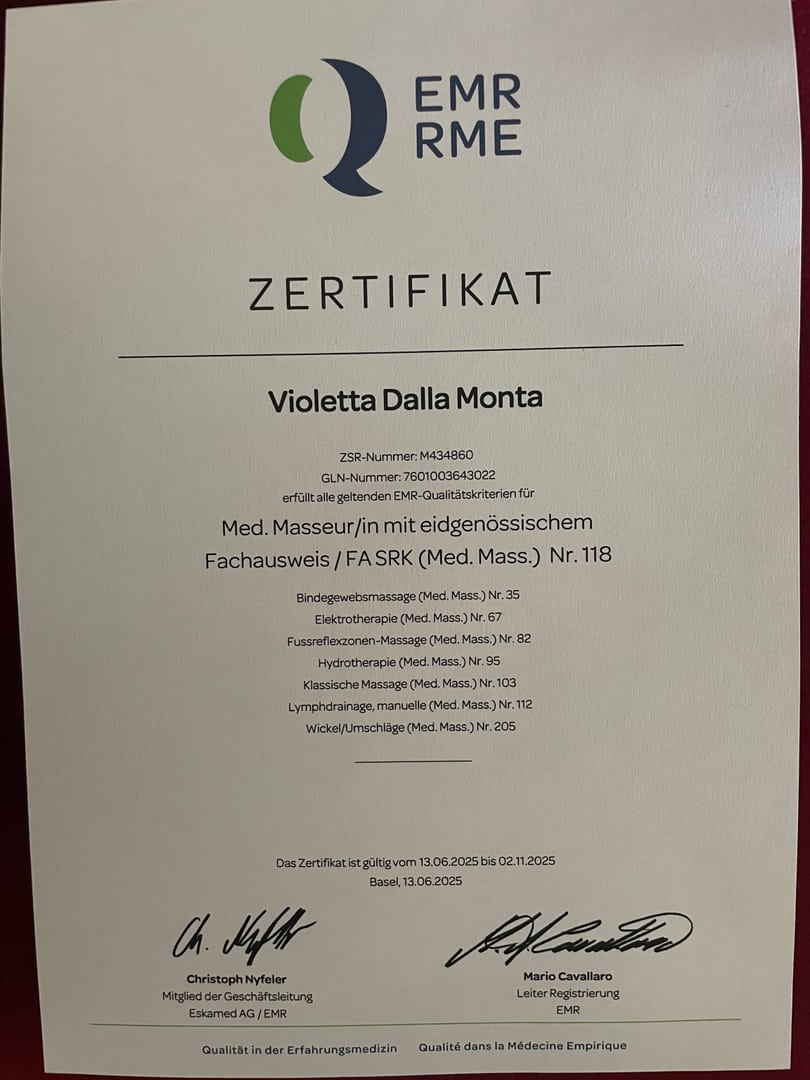 EMR
RME
ZERTIFIKAT
Violetta Dalla Monta
ZSR-Nummer: M434860
GLN-Nummer: 7601003643022
erfüllt alle geltenden EMR-Qualitätskriterien für
Med. Masseur/in mit eidgenössischem
Fachausweis / FA SRK (Med. Mass.) Nr. 118
Bindegewebsmassage (Med. Mass.) Nr. 35
Elektrotherapie (Med. Mass.) Nr. 67
Fussreflexzonen-Massage (Med. Mass.) Nr. 82
Hydrotherapie (Med. Mass.) Nr. 95
Klassische Massage (Med. Mass.) Nr. 103
Lymphdrainage, manuelle (Med. Mass.) Nr. 112
Wickel/Umschläge (Med. Mass.) Nr. 205
Das Zertifikat ist gültig vom 13.06.2025 bis 02.11.2025
Basel, 13.06.2025
Christoph Nyfeler
Mitglied der Geschäftsleitung
Eskamed AG / EMR
Mario Cavallaro
Leiter Registrierung
EMR
Qualität in der Erfahrungsmedizin Qualité dans la Médecine Empirique